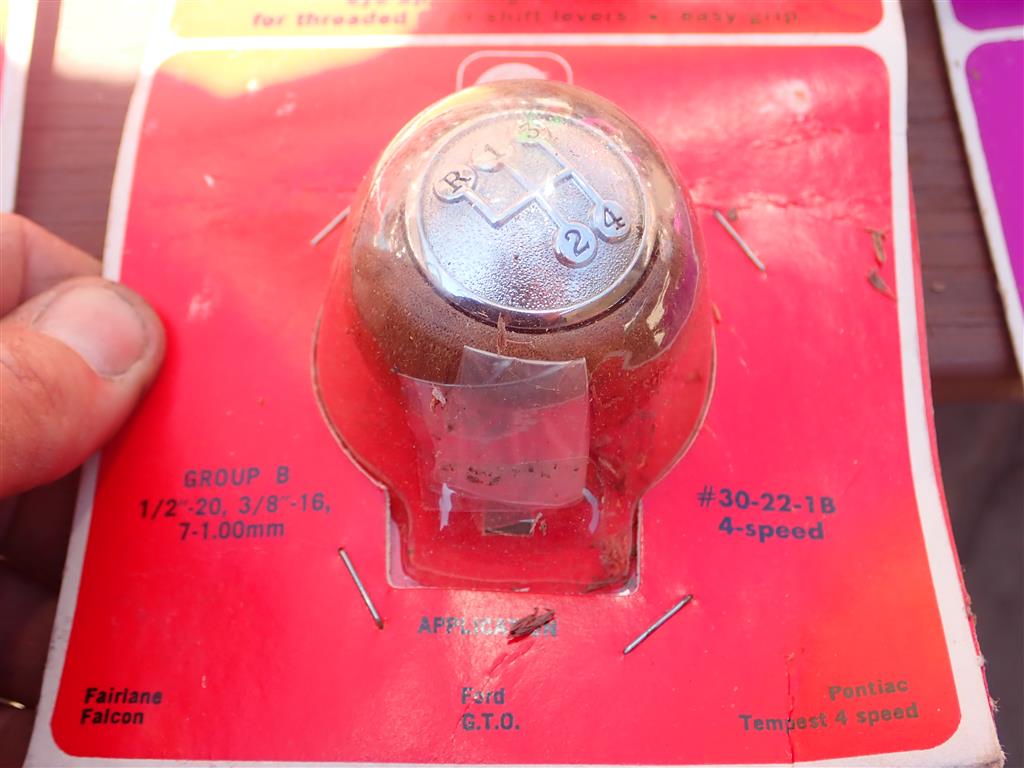 for threaded shift levers • easy grip
R 1 3
2 4
GROUP B
1/2"-20, 3/8"-16,
7-1.00mm
#30-22-1B
4-speed
APPLICATION
Fairlane
Falcon
Ford
G.T.O.
Pontiac
Tempest 4 speed